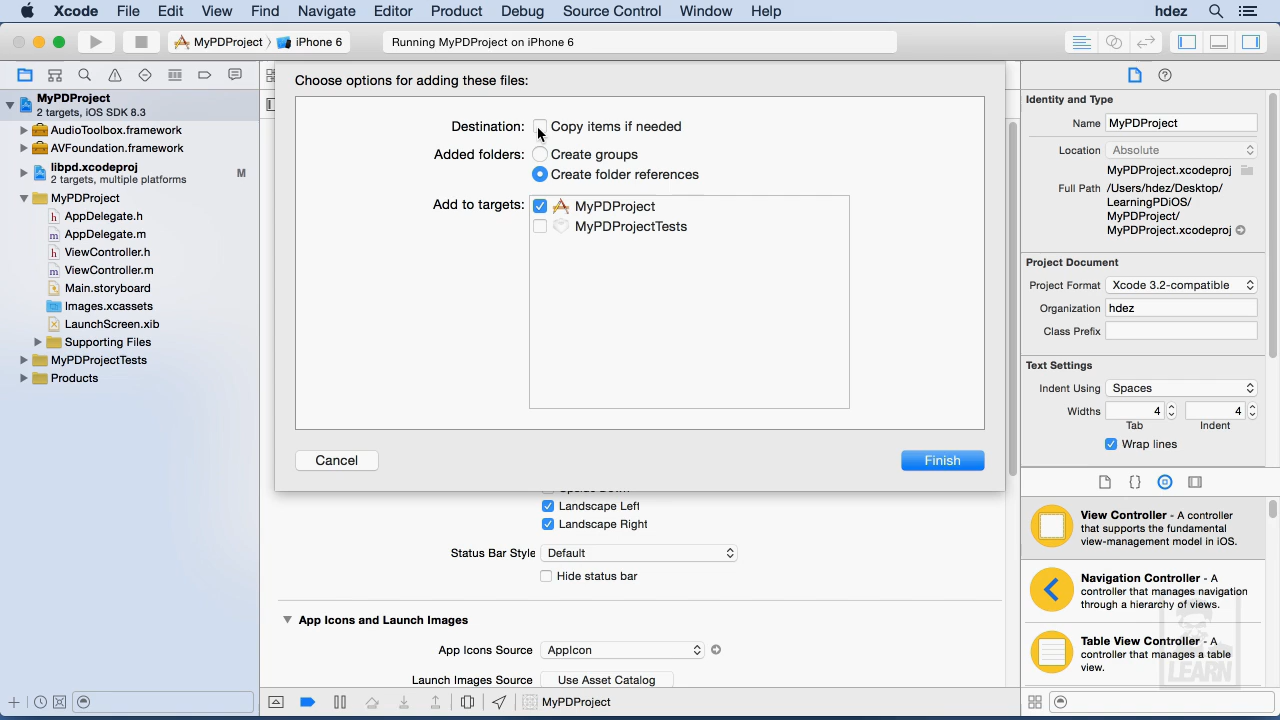 Xcode File Edit View Find Navigate Editor Product Debug Source Control Window Help hdez
MyPDProject iPhone 6 Running MyPDProject on iPhone 6
Choose options for adding these files:
Destination: Copy items if needed
Added folders: Create groups
Create folder references
Add to targets: MyPDProject
MyPDProjectTests
Cancel Finish
MyPDProject
2 targets, iOS SDK 8.3
AudioToolbox.framework
AVFoundation.framework
libpd.xcodeproj M
2 targets, multiple platforms
MyPDProject
AppDelegate.h
AppDelegate.m
ViewController.h
ViewController.m
Main.storyboard
Images.xcassets
LaunchScreen.xib
Supporting Files
MyPDProjectTests
Products
Landscape Left
Landscape Right
Status Bar Style Default
Hide status bar
App Icons and Launch Images
App Icons Source AppIcon
Launch Images Source Use Asset Catalog
MyPDProject
Identity and Type
Name MyPDProject
Location Absolute
MyPDProject.xcodeproj
Full Path /Users/hdez/Desktop/
LearningPDiOS/
MyPDProject/
MyPDProject.xcodeproj
Project Document
Project Format Xcode 3.2-compatible
Organization hdez
Class Prefix
Text Settings
Indent Using Spaces
Widths 4 4
Tab Indent
Wrap lines
{}
View Controller - A controller
that supports the fundamental
view-management model in iOS.
Navigation Controller - A
controller that manages navigation
through a hierarchy of views.
Table View Controller - A
controller that manages a table
view.
LEARN